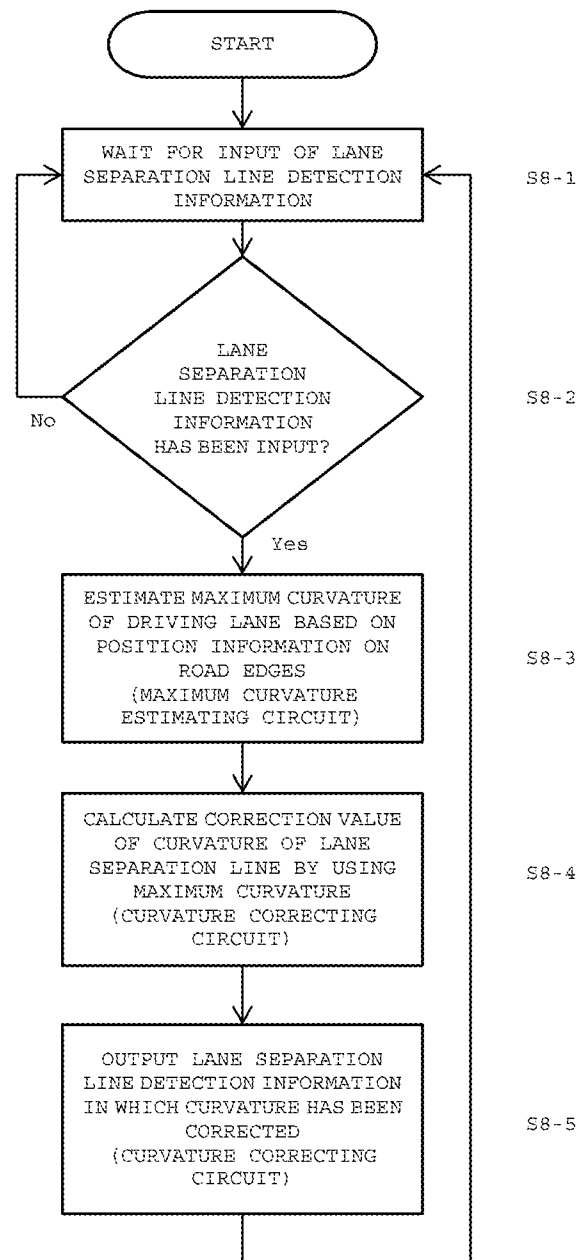 START
WAIT FOR INPUT OF LANE
SEPARATION LINE DETECTION
INFORMATION
S8-1
LANE
SEPARATION
LINE DETECTION
INFORMATION
HAS BEEN INPUT?
S8-2
No
Yes
ESTIMATE MAXIMUM CURVATURE
OF DRIVING LANE BASED ON
POSITION INFORMATION ON
ROAD EDGES
(MAXIMUM CURVATURE
ESTIMATING CIRCUIT)
S8-3
CALCULATE CORRECTION VALUE
OF CURVATURE OF LANE
SEPARATION LINE BY USING
MAXIMUM CURVATURE
(CURVATURE CORRECTING
CIRCUIT)
S8-4
OUTPUT LANE SEPARATION
LINE DETECTION INFORMATION
IN WHICH CURVATURE HAS BEEN
CORRECTED
(CURVATURE CORRECTING
CIRCUIT)
S8-5